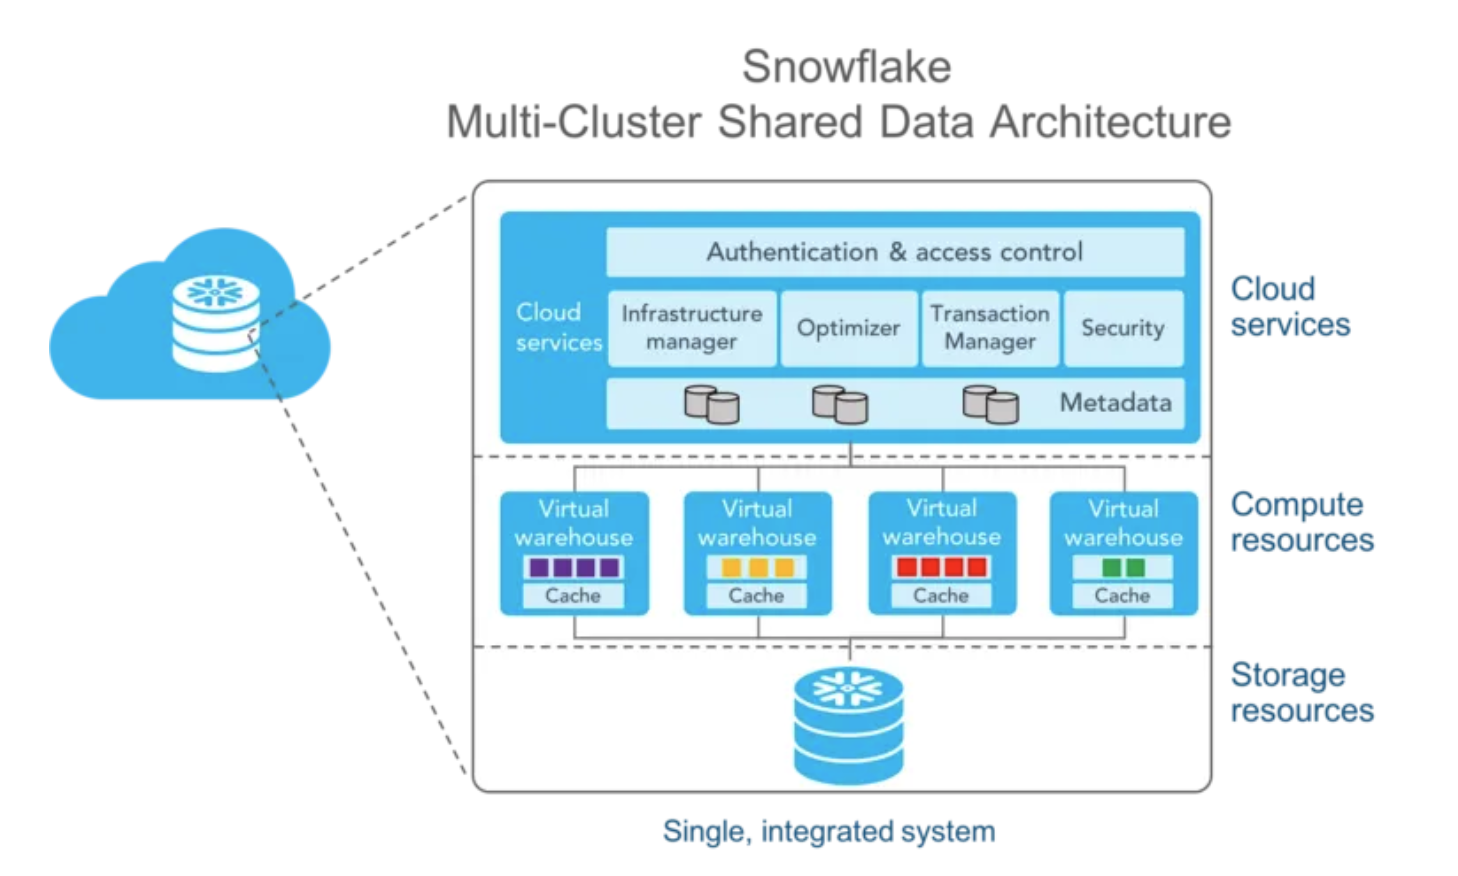 Snowflake
Multi-Cluster Shared Data Architecture
Authentication & access control
Cloud
services
Infrastructure
manager
Optimizer
Transaction
Manager
Security
Metadata
Cloud
services
Virtual
warehouse
Cache
Virtual
warehouse
Cache
Virtual
warehouse
Cache
Virtual
warehouse
Cache
Compute
resources
Storage
resources
Single, integrated system